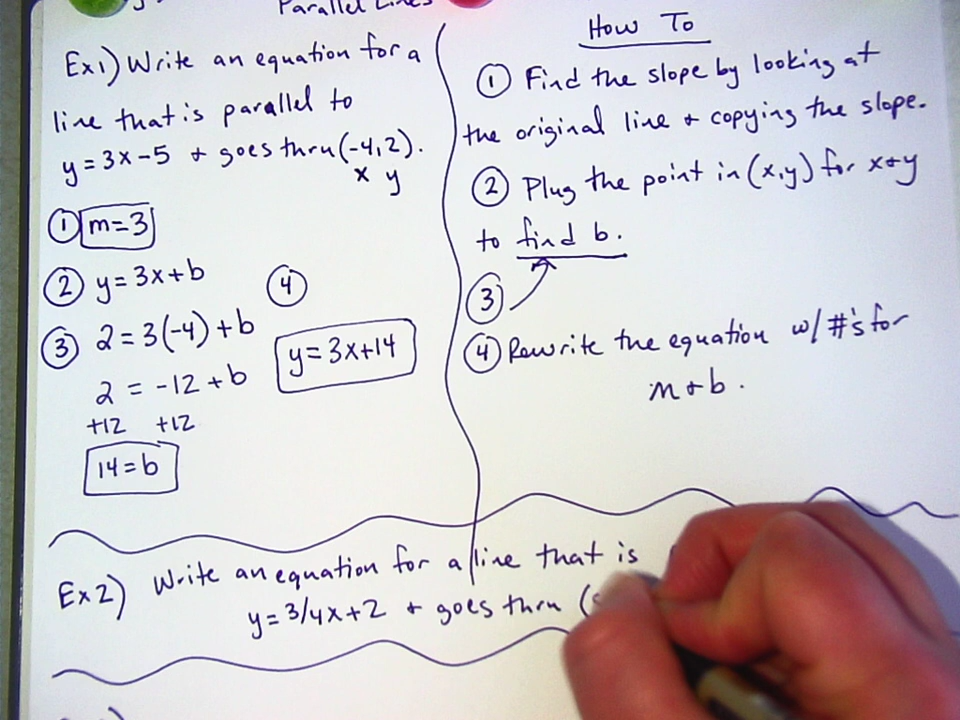 Parallel Lines
Ex1) Write an equation for a
line that is parallel to
y=3x-5 + goes thru (-4,2).
x y
① m=3
② y=3x+b
③ 2=3(-4)+b
2 = -12+b
+12 +12
14=b
④
y=3x+14
How To
① Find the slope by looking at
the original line + copying the slope.
② Plug the point in (x,y) for x+y
to find b.
③
④ Rewrite the equation w/ #'s for
m+b.
Ex2) Write an equation for a line that is
y=3/4x+2 + goes thru (